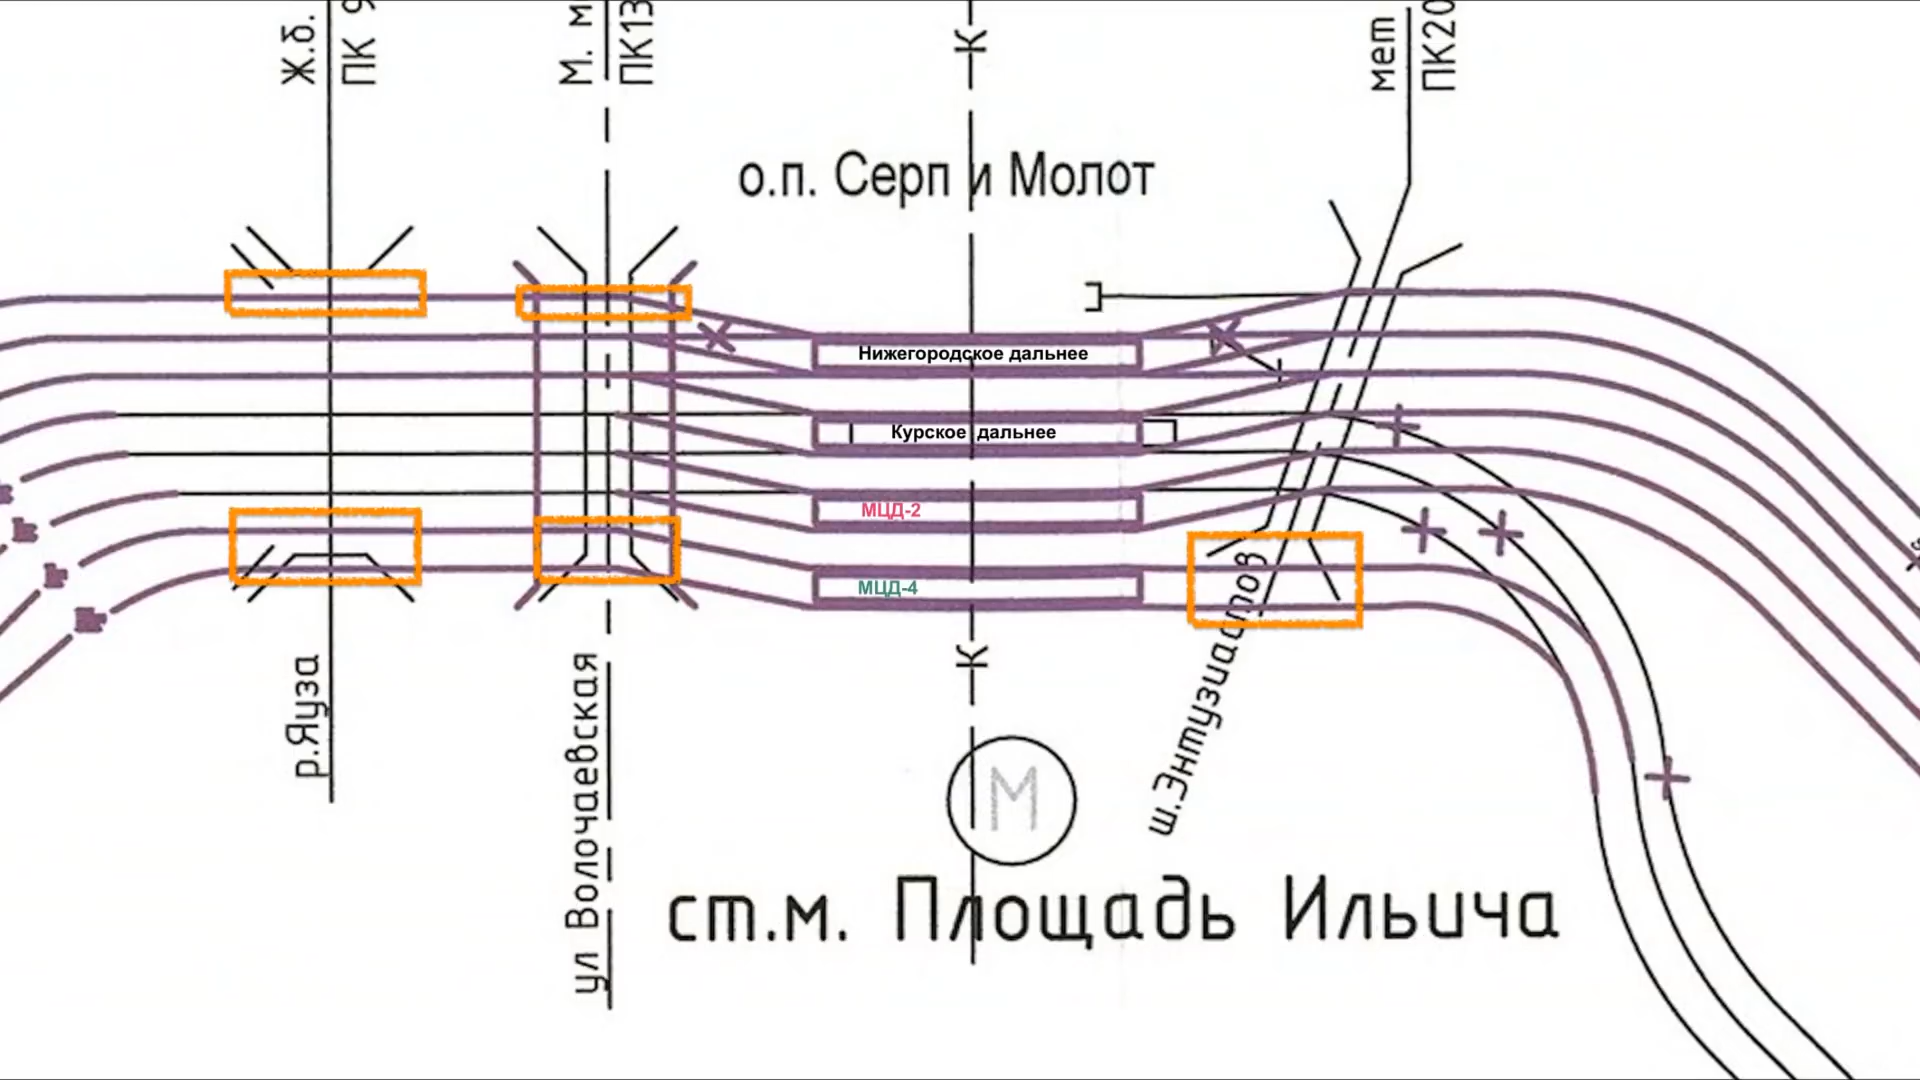 Ж.б.
ПК 9
М. м
ПК13
К
мет
ПК20
о.п. Серп и Молот
Нижегородское дальнее
Курское дальнее
МЦД-2
МЦД-4
р.Яуза
ул Волочаевская
К
ш.Энтузиастов
М
ст.м. Площадь Ильича